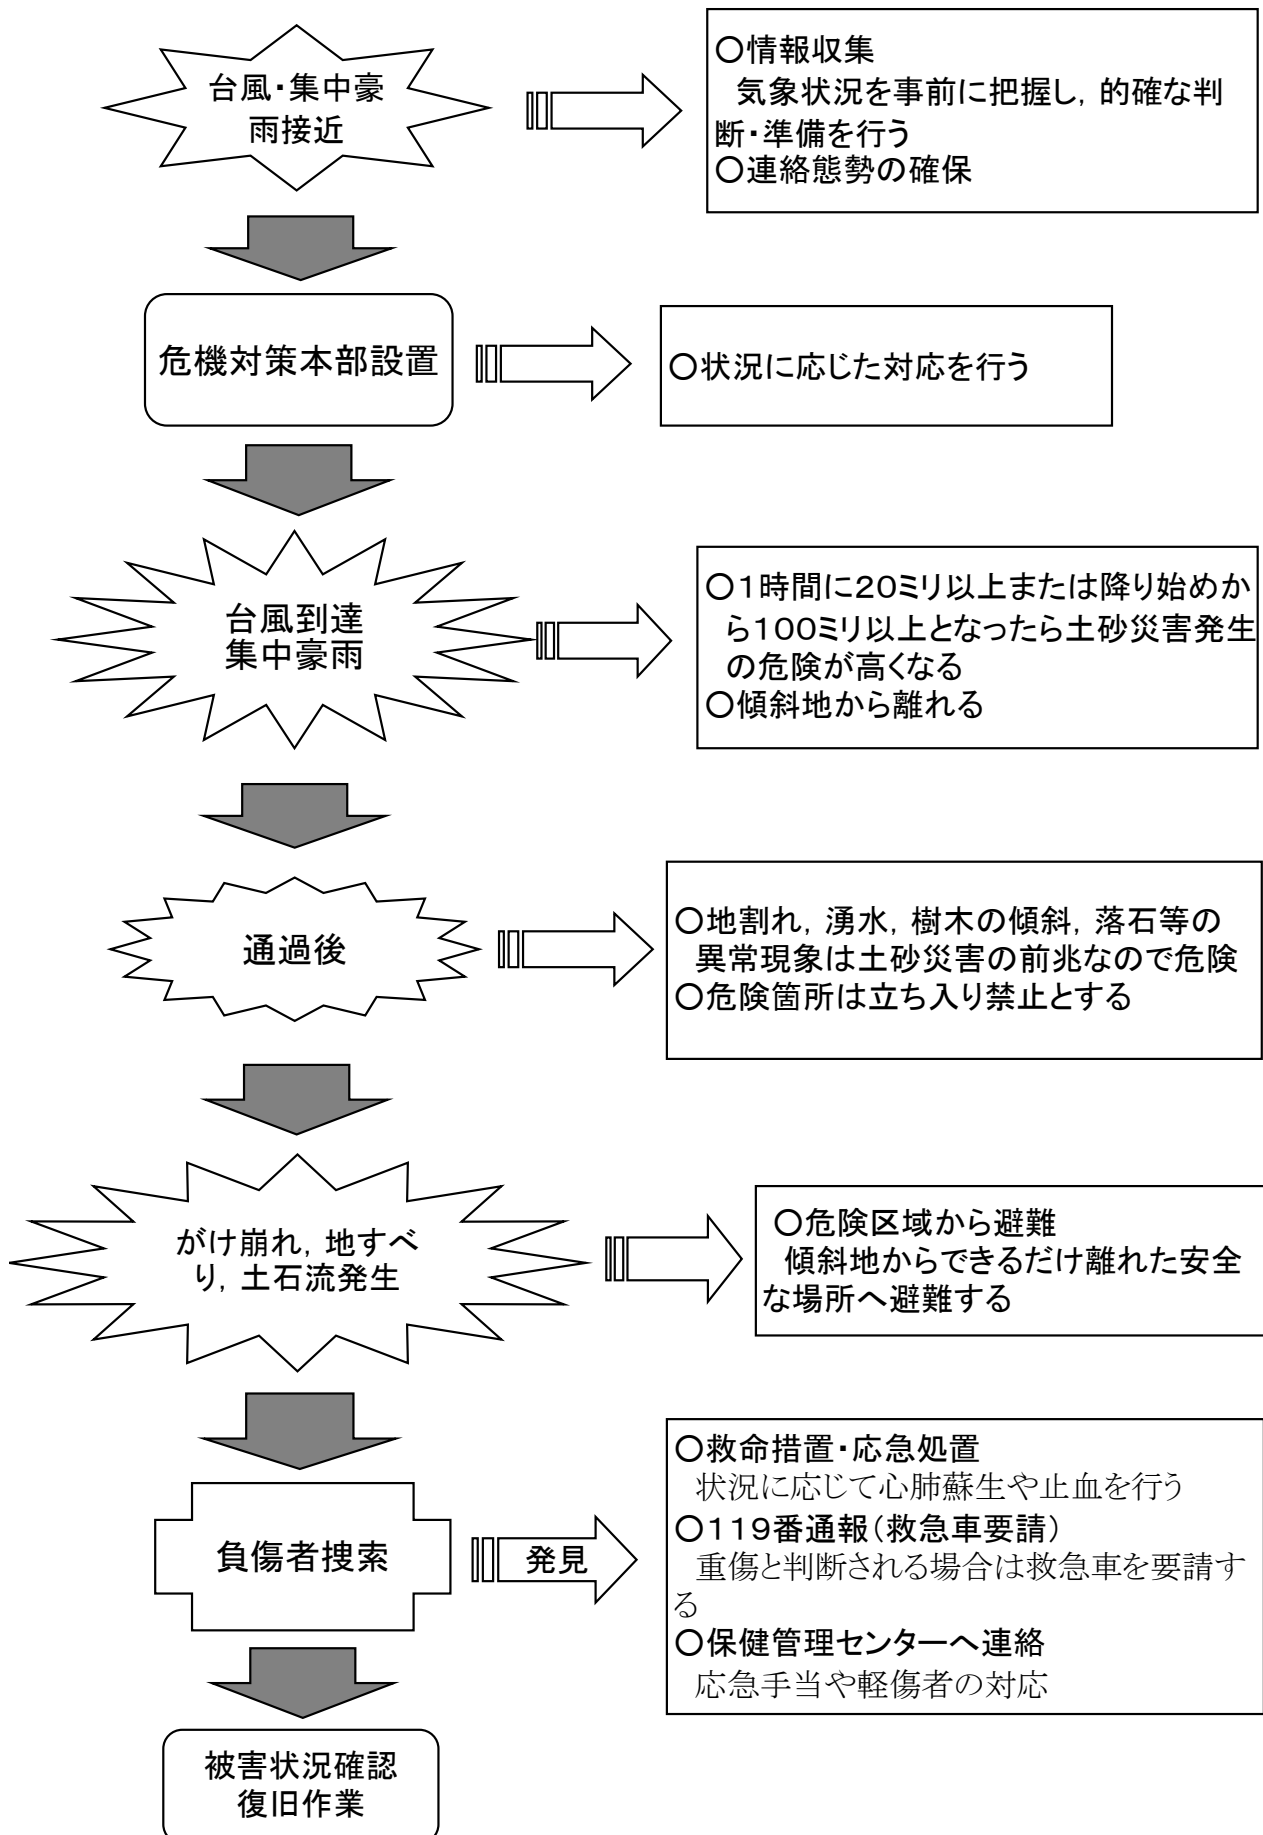 台風・集中豪
雨接近
○情報収集
気象状況を事前に把握し，的確な判
断・準備を行う
○連絡態勢の確保
危機対策本部設置
○状況に応じた対応を行う
台風到達
集中豪雨
○１時間に２０ミリ以上または降り始めか
ら１００ミリ以上となったら土砂災害発生
の危険が高くなる
○傾斜地から離れる
通過後
○地割れ，湧水，樹木の傾斜，落石等の
異常現象は土砂災害の前兆なので危険
○危険箇所は立ち入り禁止とする
がけ崩れ，地すべ
り，土石流発生
○危険区域から避難
傾斜地からできるだけ離れた安全
な場所へ避難する
負傷者捜索
発見
○救命措置・応急処置
状況に応じて心肺蘇生や止血を行う
○１１９番通報（救急車要請）
重傷と判断される場合は救急車を要請す
る
○保健管理センターへ連絡
応急手当や軽傷者の対応
被害状況確認
復旧作業